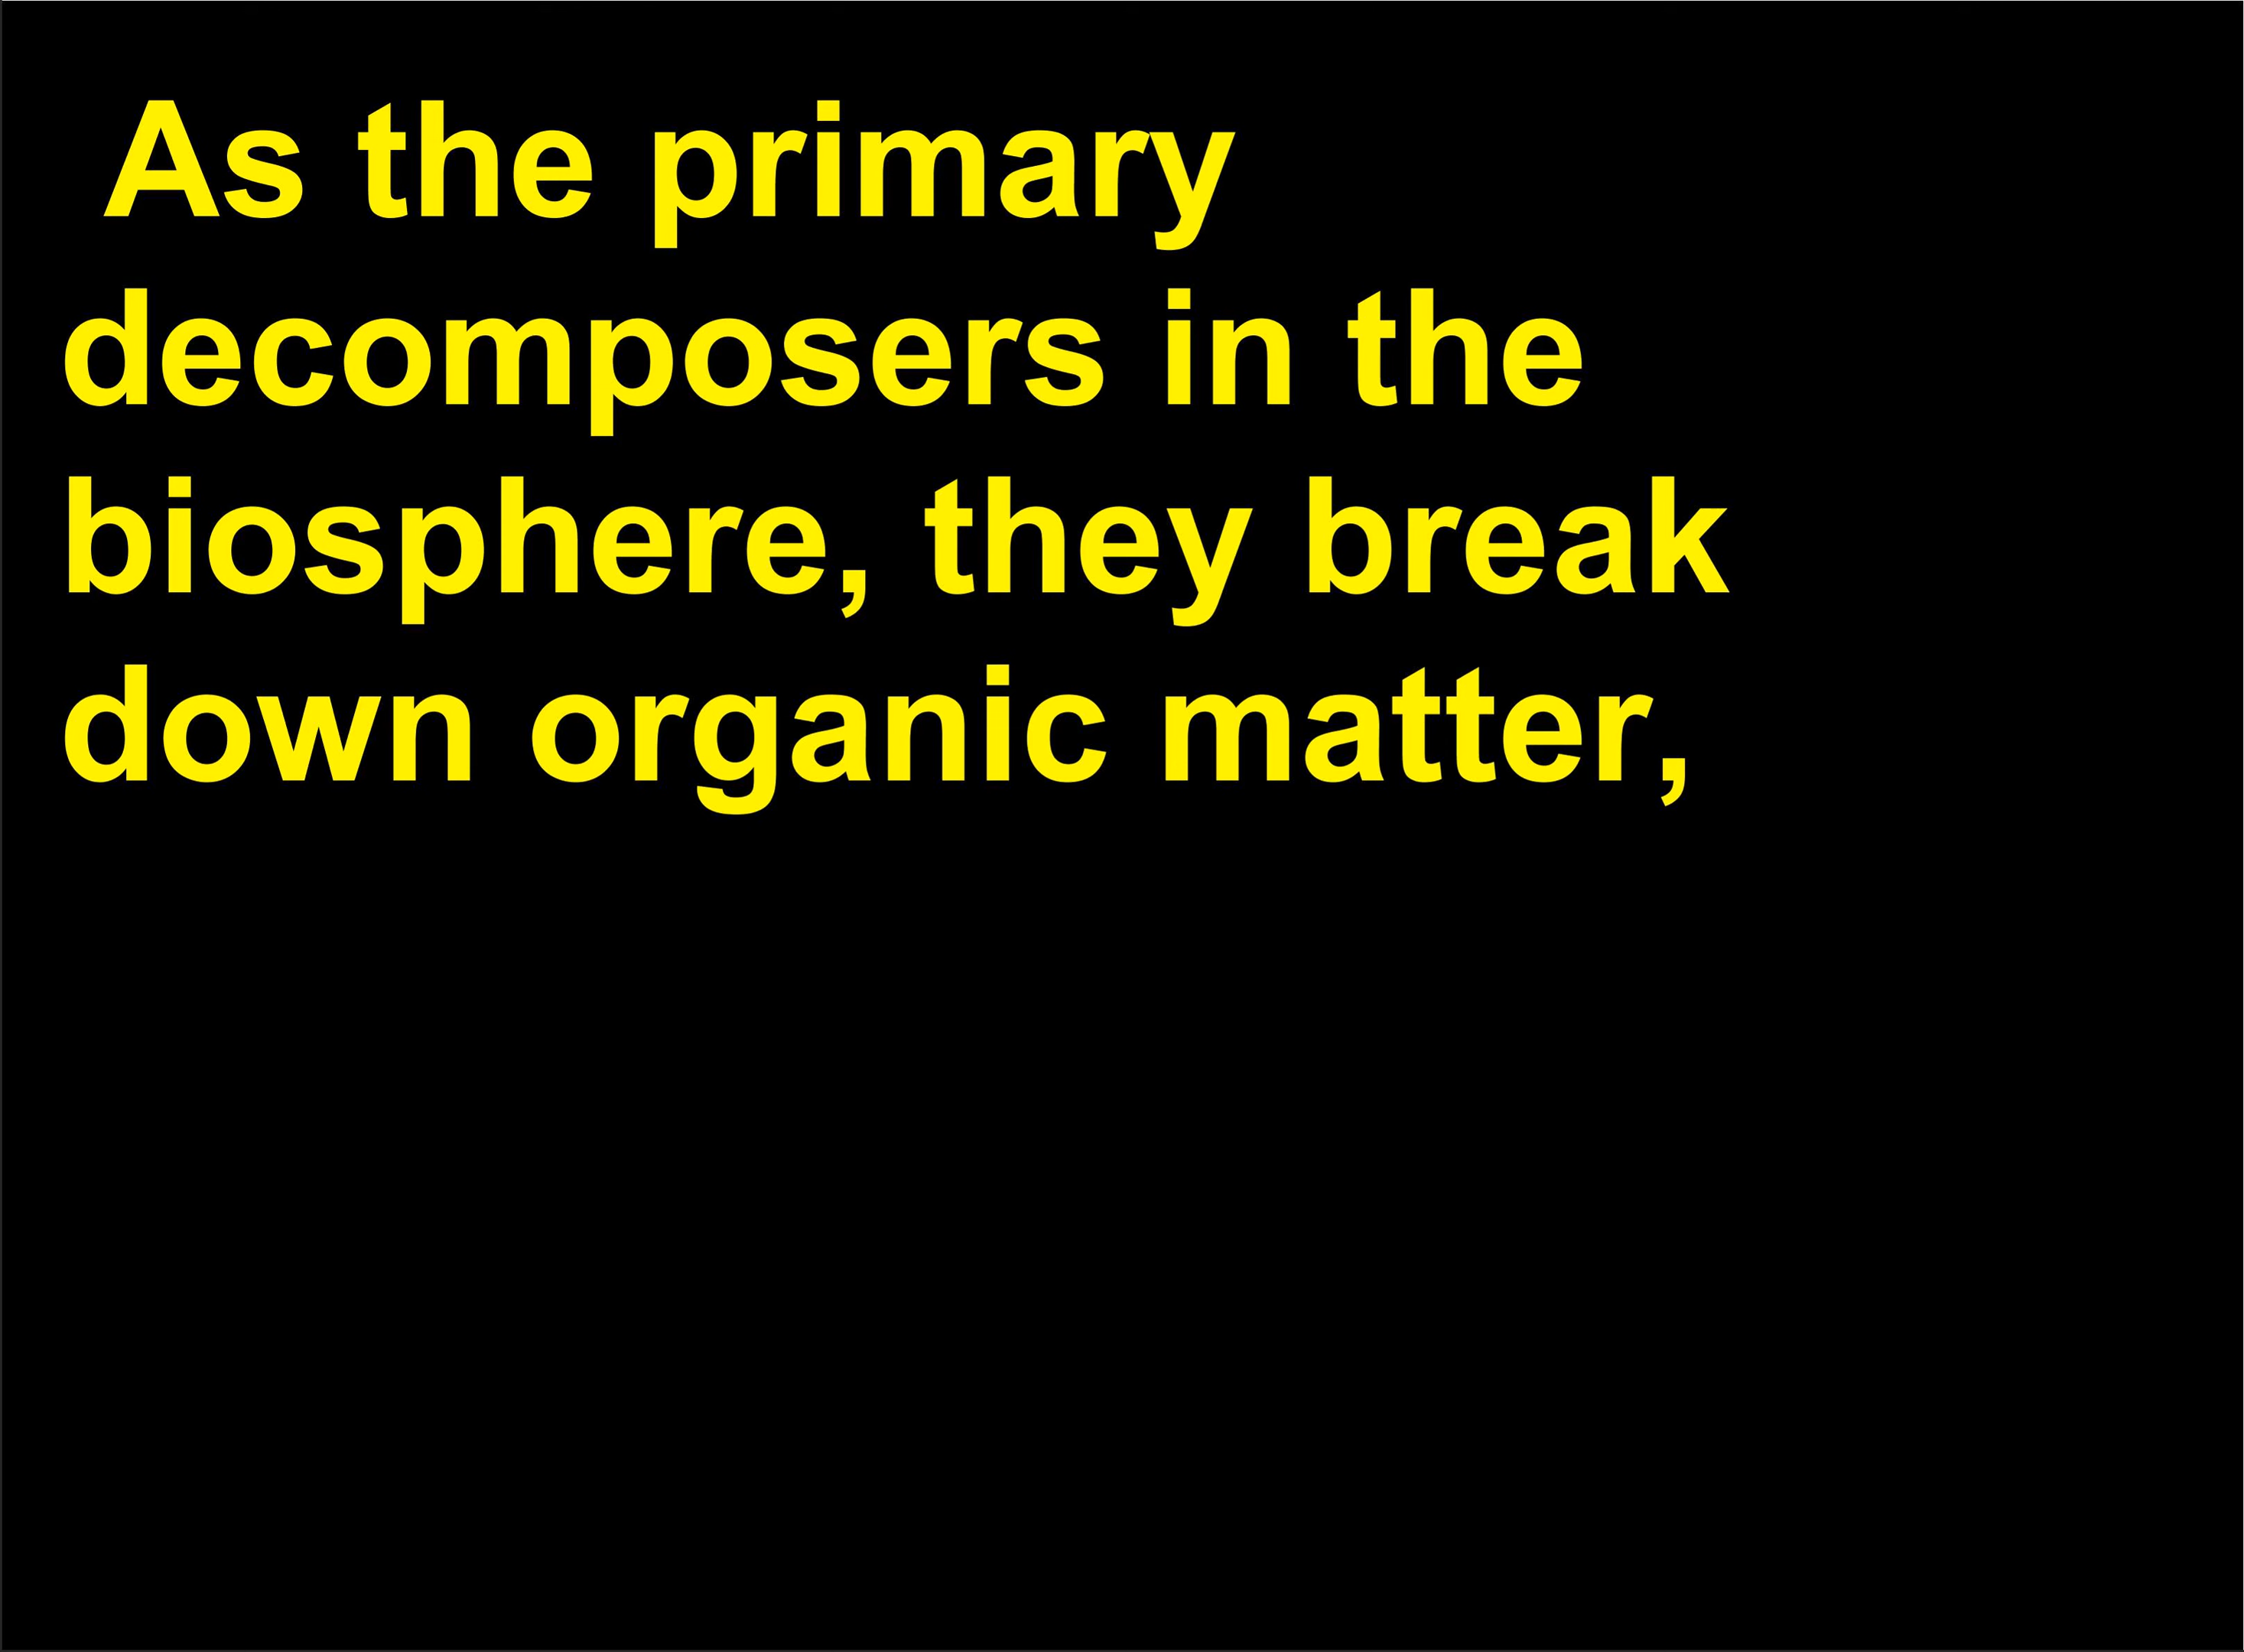 As the primary
decomposers in the
biosphere, they break
down organic matter,